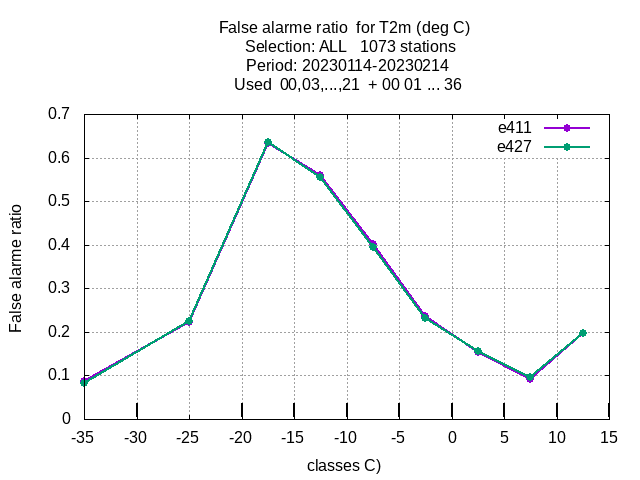 False alarme ratio  for T2m (deg C)
Selection: ALL   1073 stations
Period: 20230114-20230214
Used  00,03,...,21  + 00 01 ... 36
e411
e427
False alarme ratio
0.7
0.6
0.5
0.4
0.3
0.2
0.1
0
-35 -30 -25 -20 -15 -10 -5 0 5 10 15
classes C)